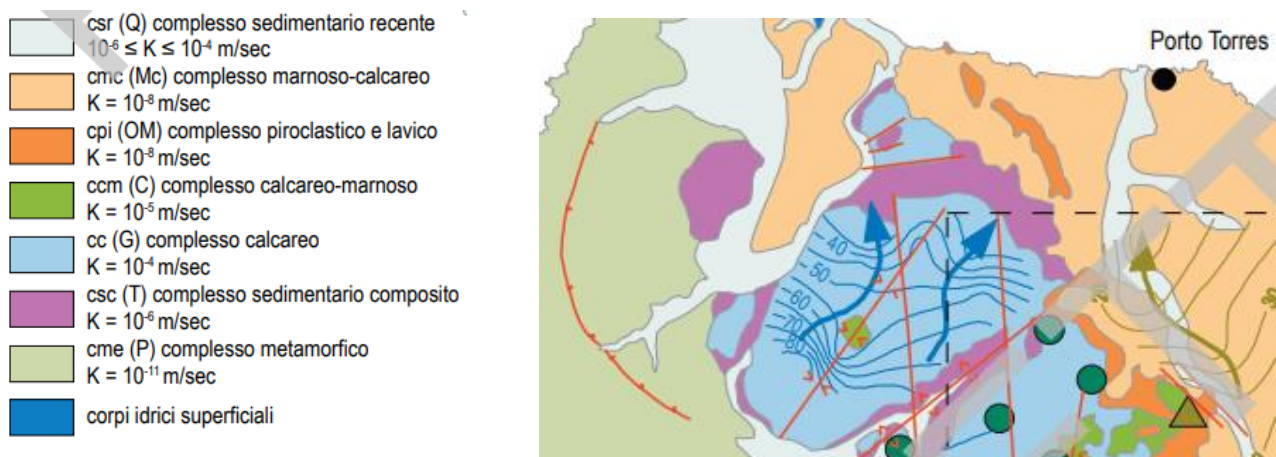 csr (Q) complesso sedimentario recente
10⁻⁶ ≤ K ≤ 10⁻⁴ m/sec
cmc (Mc) complesso marnoso-calcareo
K = 10⁻⁸ m/sec
cpi (OM) complesso piroclastico e lavico
K = 10⁻⁸ m/sec
ccm (C) complesso calcareo-marnoso
K = 10⁻⁵ m/sec
cc (G) complesso calcareo
K = 10⁻⁴ m/sec
csc (T) complesso sedimentario composito
K = 10⁻⁶ m/sec
cme (P) complesso metamorfico
K = 10⁻¹¹ m/sec
corpi idrici superficiali
Porto Torres
40
50
60
70
80
20
30